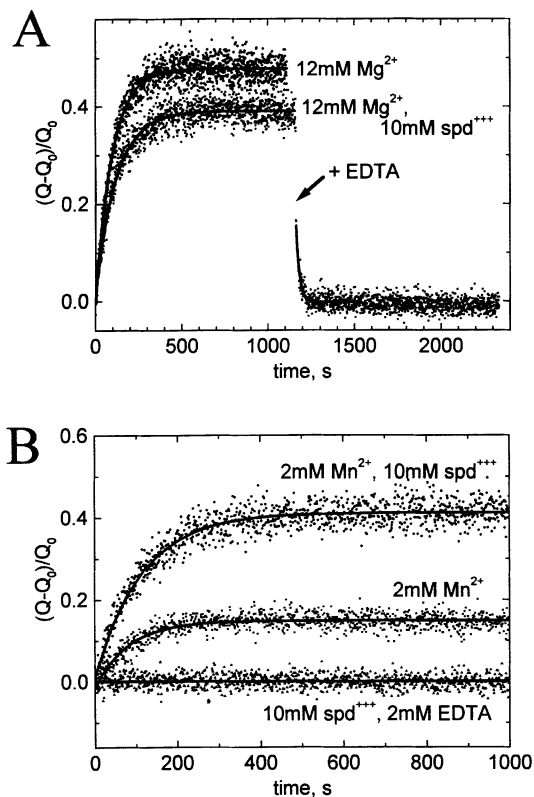 A
(Q-Q₀)/Q₀
0.4
0.2
0.0
12mM Mg²⁺
12mM Mg²⁺,
10mM spd⁺⁺⁺
+ EDTA
0 500 1000 1500 2000
time, s
B
(Q-Q₀)/Q₀
0.6
0.4
0.2
0.0
2mM Mn²⁺, 10mM spd⁺⁺⁺
2mM Mn²⁺
10mM spd⁺⁺⁺, 2mM EDTA
0 200 400 600 800 1000
time, s